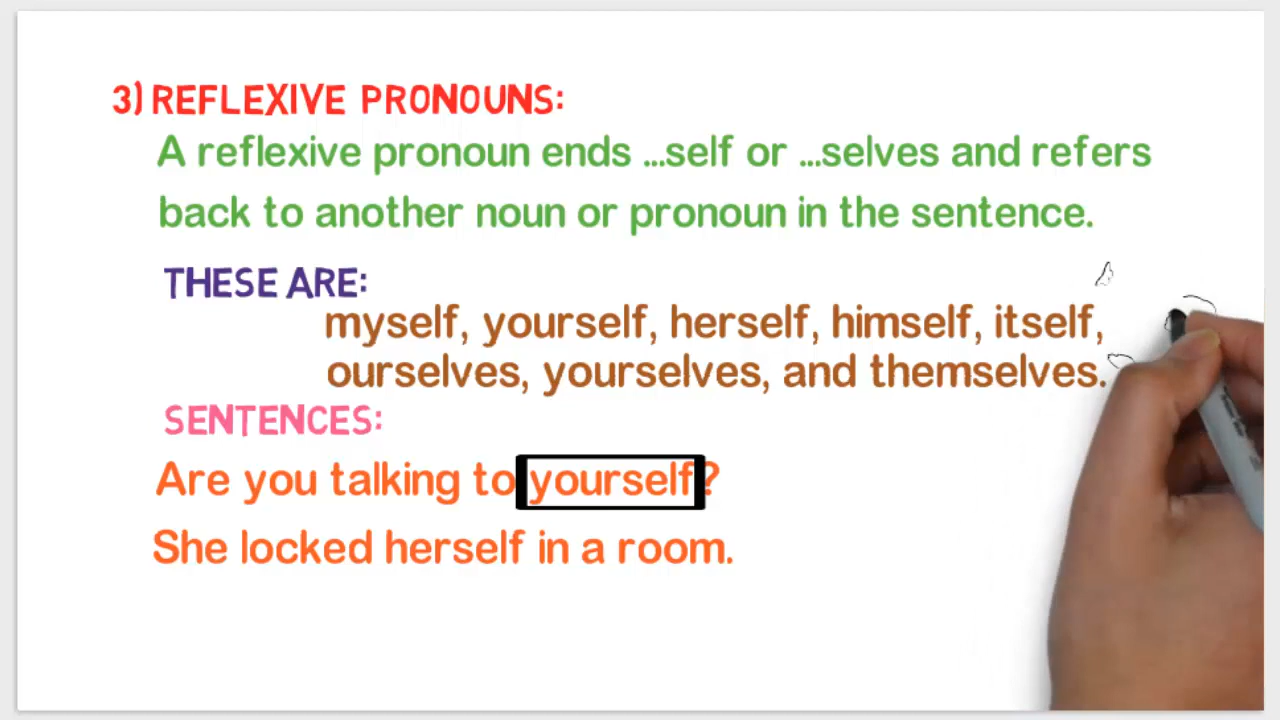 3) REFLEXIVE PRONOUNS:
A reflexive pronoun ends ...self or ...selves and refers
back to another noun or pronoun in the sentence.
THESE ARE:
myself, yourself, herself, himself, itself,
ourselves, yourselves, and themselves.
SENTENCES:
Are you talking to yourself?
She locked herself in a room.